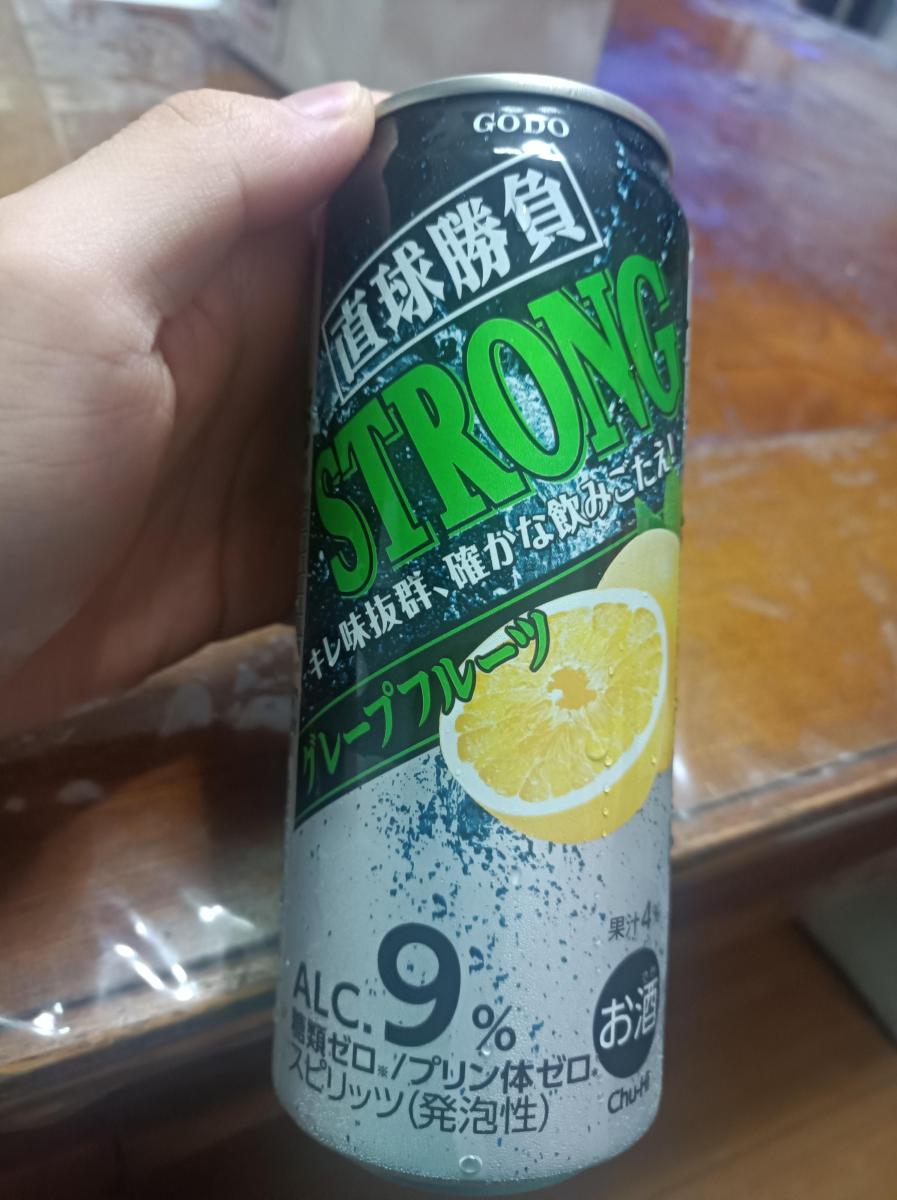 GODO
直球勝負
STRONG
キレ味抜群、確かな飲みごたえ!
グレープフルーツ
果汁4%
ALC.9%
お酒
糖類ゼロ※/プリン体ゼロ※
スピリッツ(発泡性)
Chu-Hi